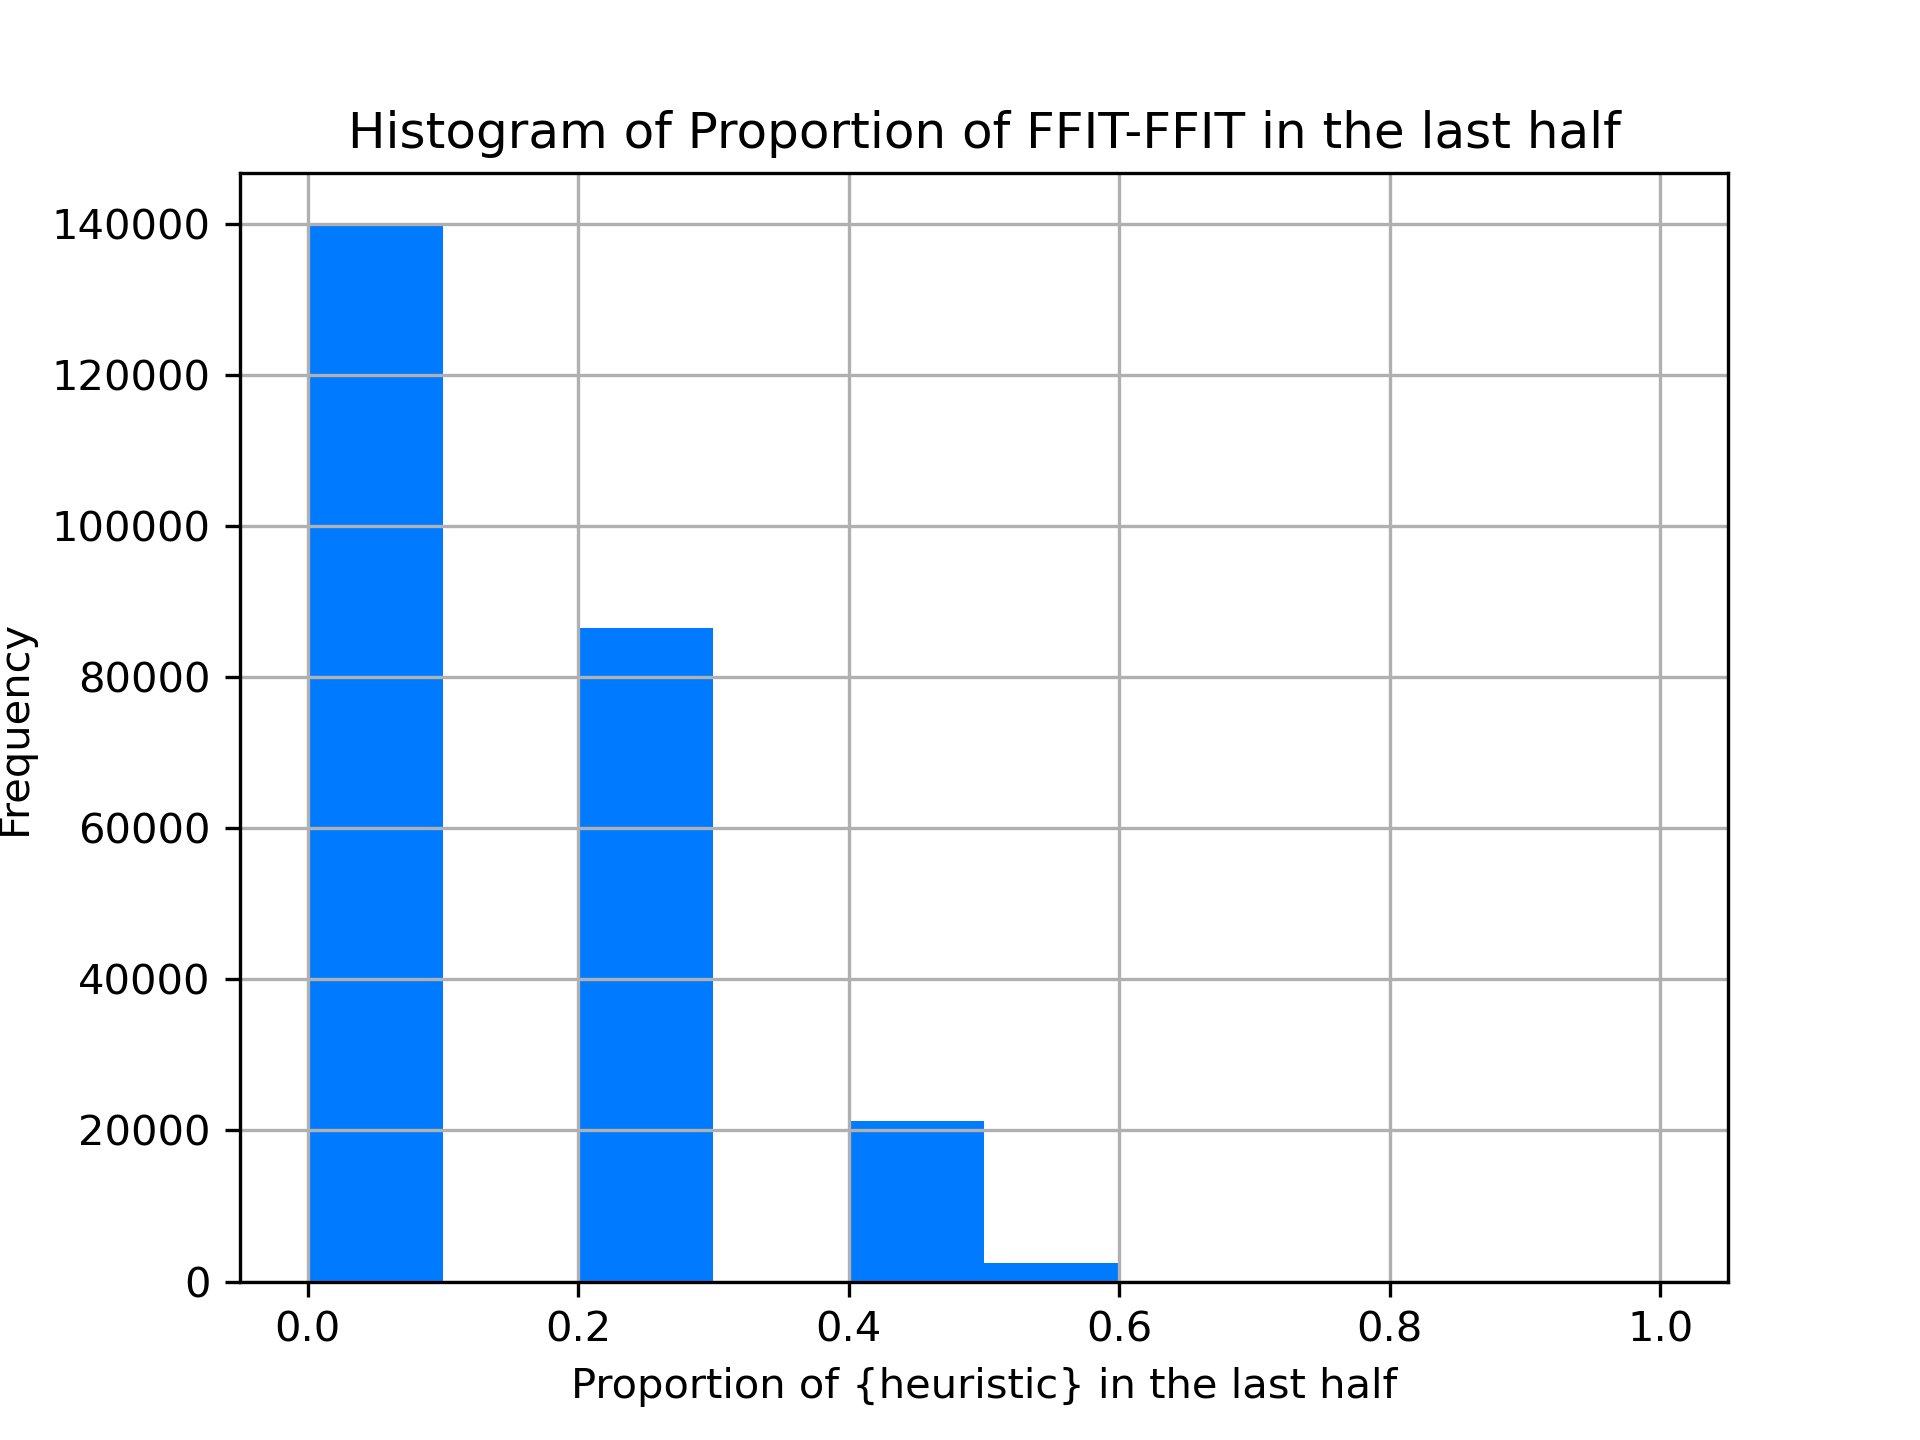 Histogram of Proportion of FFIT-FFIT in the last half
140000
120000
100000
80000
60000
40000
20000
0
Frequency
0.0 0.2 0.4 0.6 0.8 1.0
Proportion of {heuristic} in the last half